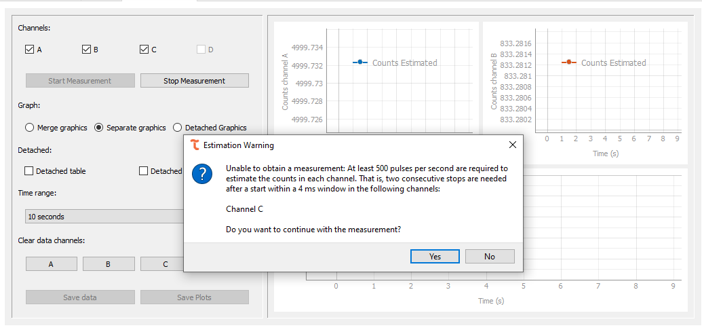 Channels:
A B C D
Start Measurement Stop Measurement
Graph:
Merge graphics Separate graphics Detached Graphics
Detached:
Detached table Detached
Time range:
10 seconds
Clear data channels:
A B C
Save data Save Plots
Counts channel A
4999.734
4999.732
4999.73
4999.728
4999.726
Counts Estimated
Counts channel B
833.2816
833.2814
833.2812
833.281
833.2808
833.2806
833.2804
833.2802
Counts Estimated
0 1 2 3 4 5 6 7 8 9
Time (s)
Estimation Warning
Unable to obtain a measurement: At least 500 pulses per second are required to
estimate the counts in each channel. That is, two consecutive stops are needed
after a start within a 4 ms window in the following channels:
Channel C
Do you want to continue with the measurement?
Yes No
0 1 2 3 4 5 6 7 8 9
Time (s)